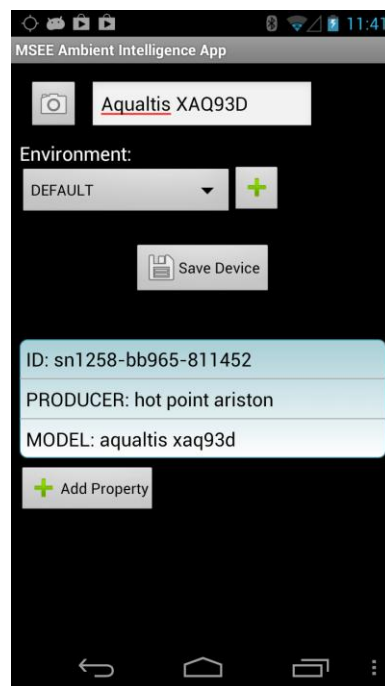 11:41
MSEE Ambient Intelligence App
Aqualtis XAQ93D
Environment:
DEFAULT
Save Device
ID: sn1258-bb965-811452
PRODUCER: hot point ariston
MODEL: aqualtis xaq93d
Add Property